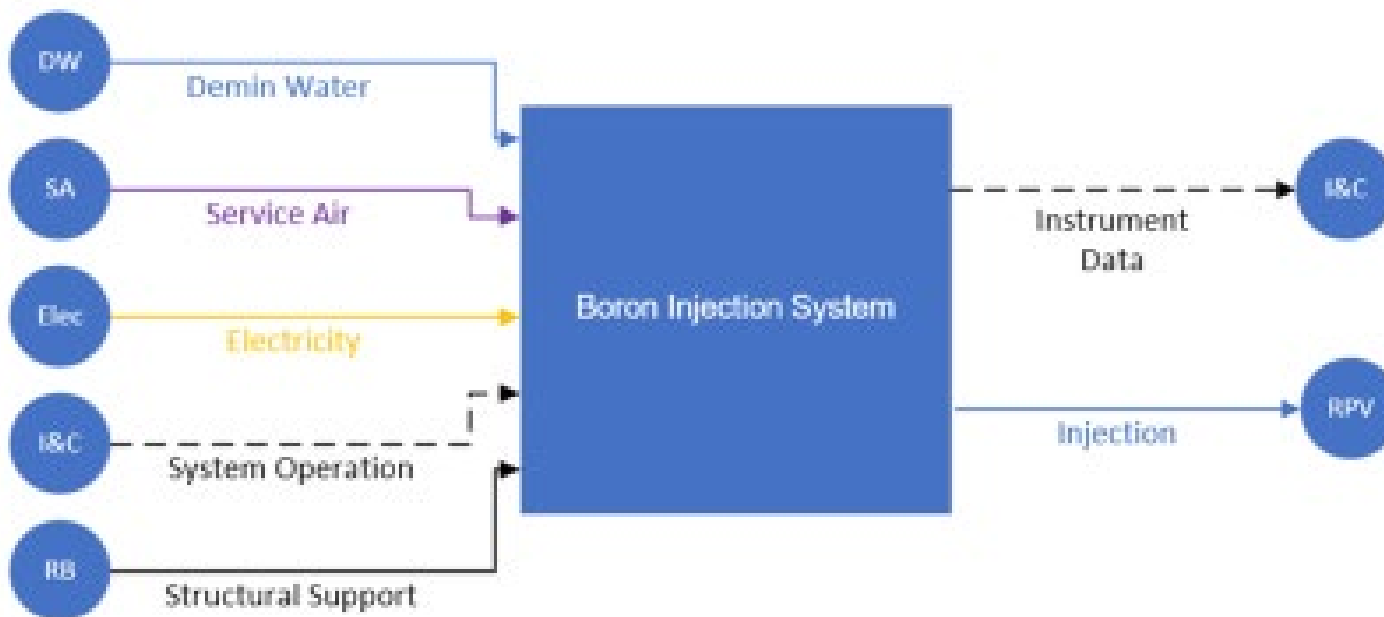 DW
Demin Water
SA
Service Air
Elec
Electricity
I&C
System Operation
RB
Structural Support
Boron Injection System
I&C
Instrument
Data
RPV
Injection